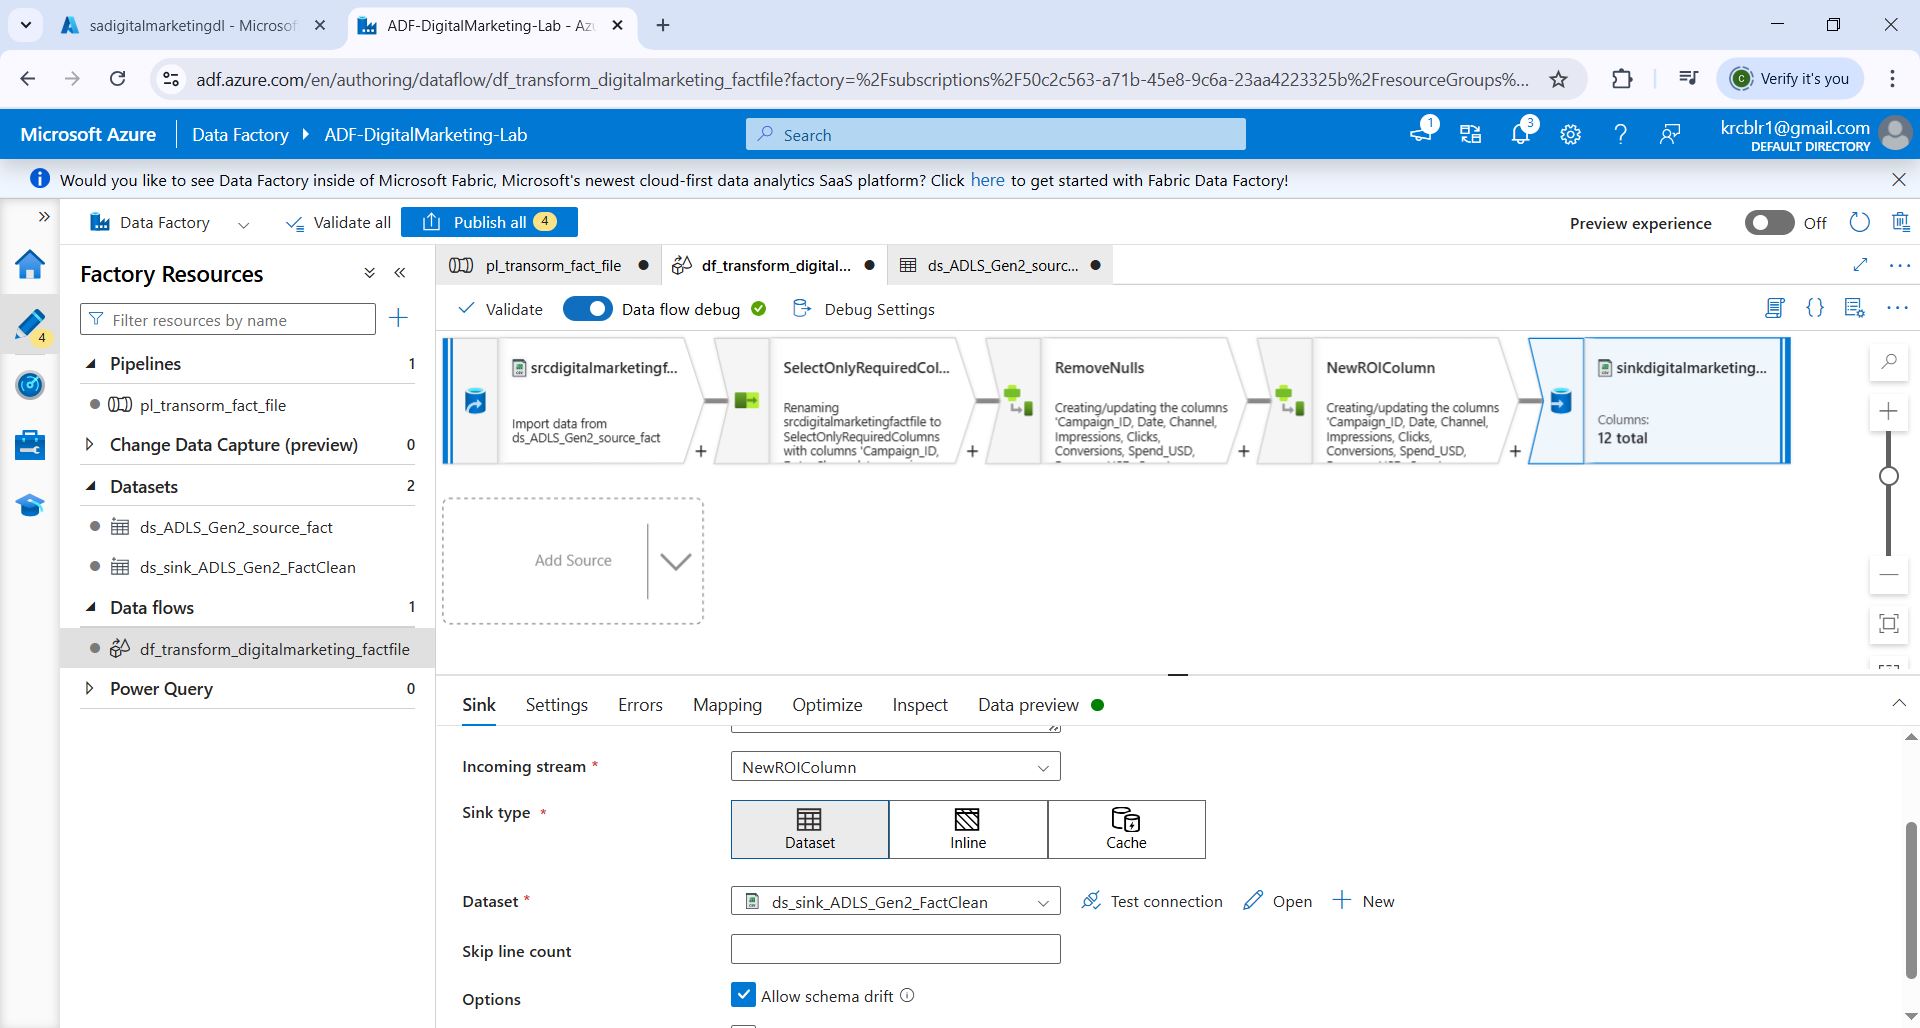 sadigitalmarketingdl - Microsof
ADF-DigitalMarketing-Lab - Az
adf.azure.com/en/authoring/dataflow/df_transform_digitalmarketing_factfile?factory=%2Fsubscriptions%2F50c2c563-a71b-45e8-9c6a-23aa4223325b%2FresourceGroups%...
Verify it's you
Microsoft Azure
Data Factory
ADF-DigitalMarketing-Lab
Search
1
3
krcblr1@gmail.com
DEFAULT DIRECTORY
Would you like to see Data Factory inside of Microsoft Fabric, Microsoft's newest cloud-first data analytics SaaS platform? Click here to get started with Fabric Data Factory!
Data Factory
Validate all
Publish all 4
Preview experience
Off
Factory Resources
Filter resources by name
4
Pipelines 1
pl_transorm_fact_file
Change Data Capture (preview) 0
Datasets 2
ds_ADLS_Gen2_source_fact
ds_sink_ADLS_Gen2_FactClean
Data flows 1
df_transform_digitalmarketing_factfile
Power Query 0
pl_transorm_fact_file
df_transform_digital...
ds_ADLS_Gen2_sourc...
Validate
Data flow debug
Debug Settings
srcdigitalmarketingf...
Import data from
ds_ADLS_Gen2_source_fact
SelectOnlyRequiredCol...
Renaming
srcdigitalmarketingfactfile to
SelectOnlyRequiredColumns
with columns 'Campaign_ID,
RemoveNulls
Creating/updating the columns
'Campaign_ID, Date, Channel,
Impressions, Clicks,
Conversions, Spend_USD,
NewROIColumn
Creating/updating the columns
'Campaign_ID, Date, Channel,
Impressions, Clicks,
Conversions, Spend_USD,
sinkdigitalmarketing...
Columns:
12 total
Add Source
Sink
Settings
Errors
Mapping
Optimize
Inspect
Data preview
Incoming stream *
NewROIColumn
Sink type *
Dataset
Inline
Cache
Dataset *
ds_sink_ADLS_Gen2_FactClean
Test connection
Open
New
Skip line count
Options
Allow schema drift